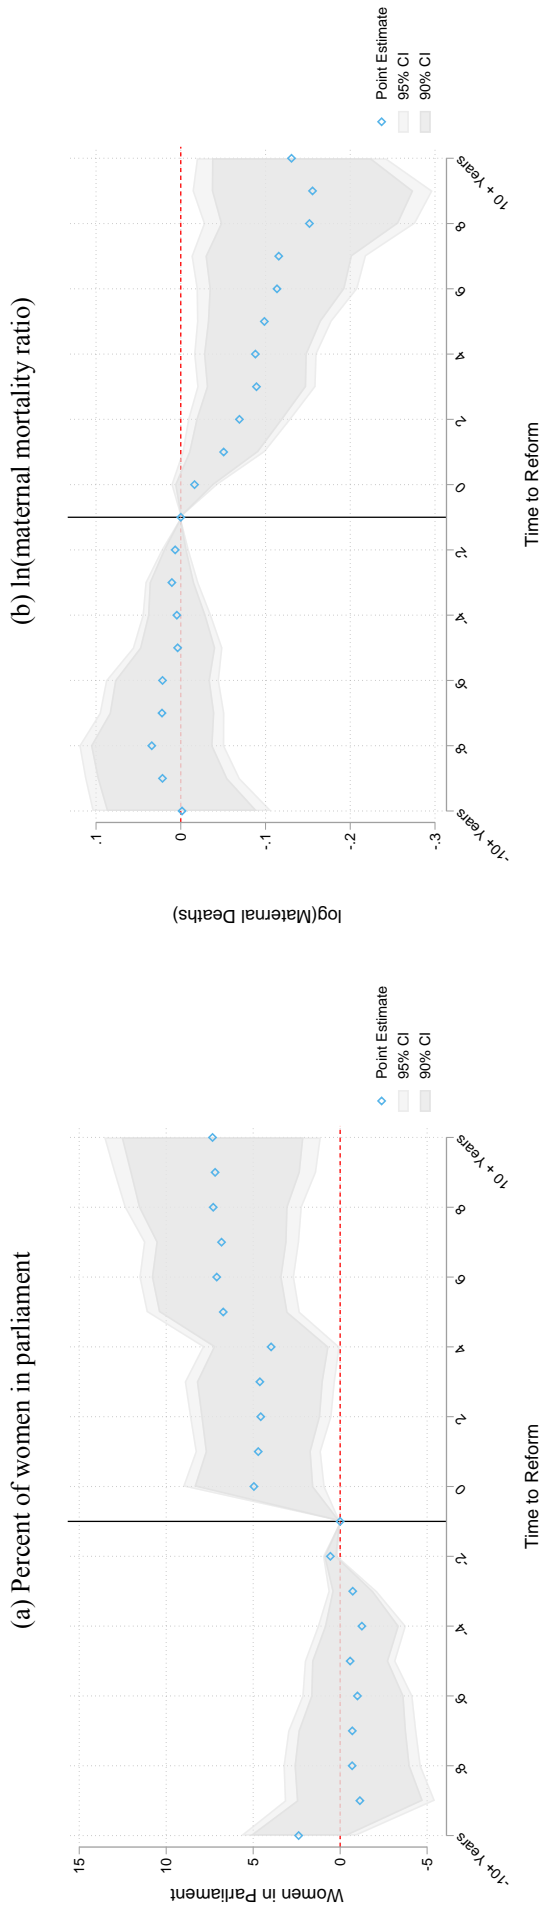 (a) Percent of women in parliament
Women in Parliament
15
10
5
0
-5
-10+ Years
-8
-6
-4
-2
0
2
4
6
8
10 + Years
Time to Reform
Point Estimate
95% CI
90% CI
(b) ln(maternal mortality ratio)
log(Maternal Deaths)
.1
0
-.1
-.2
-.3
-10+ Years
-8
-6
-4
-2
0
2
4
6
8
10 + Years
Time to Reform
Point Estimate
95% CI
90% CI